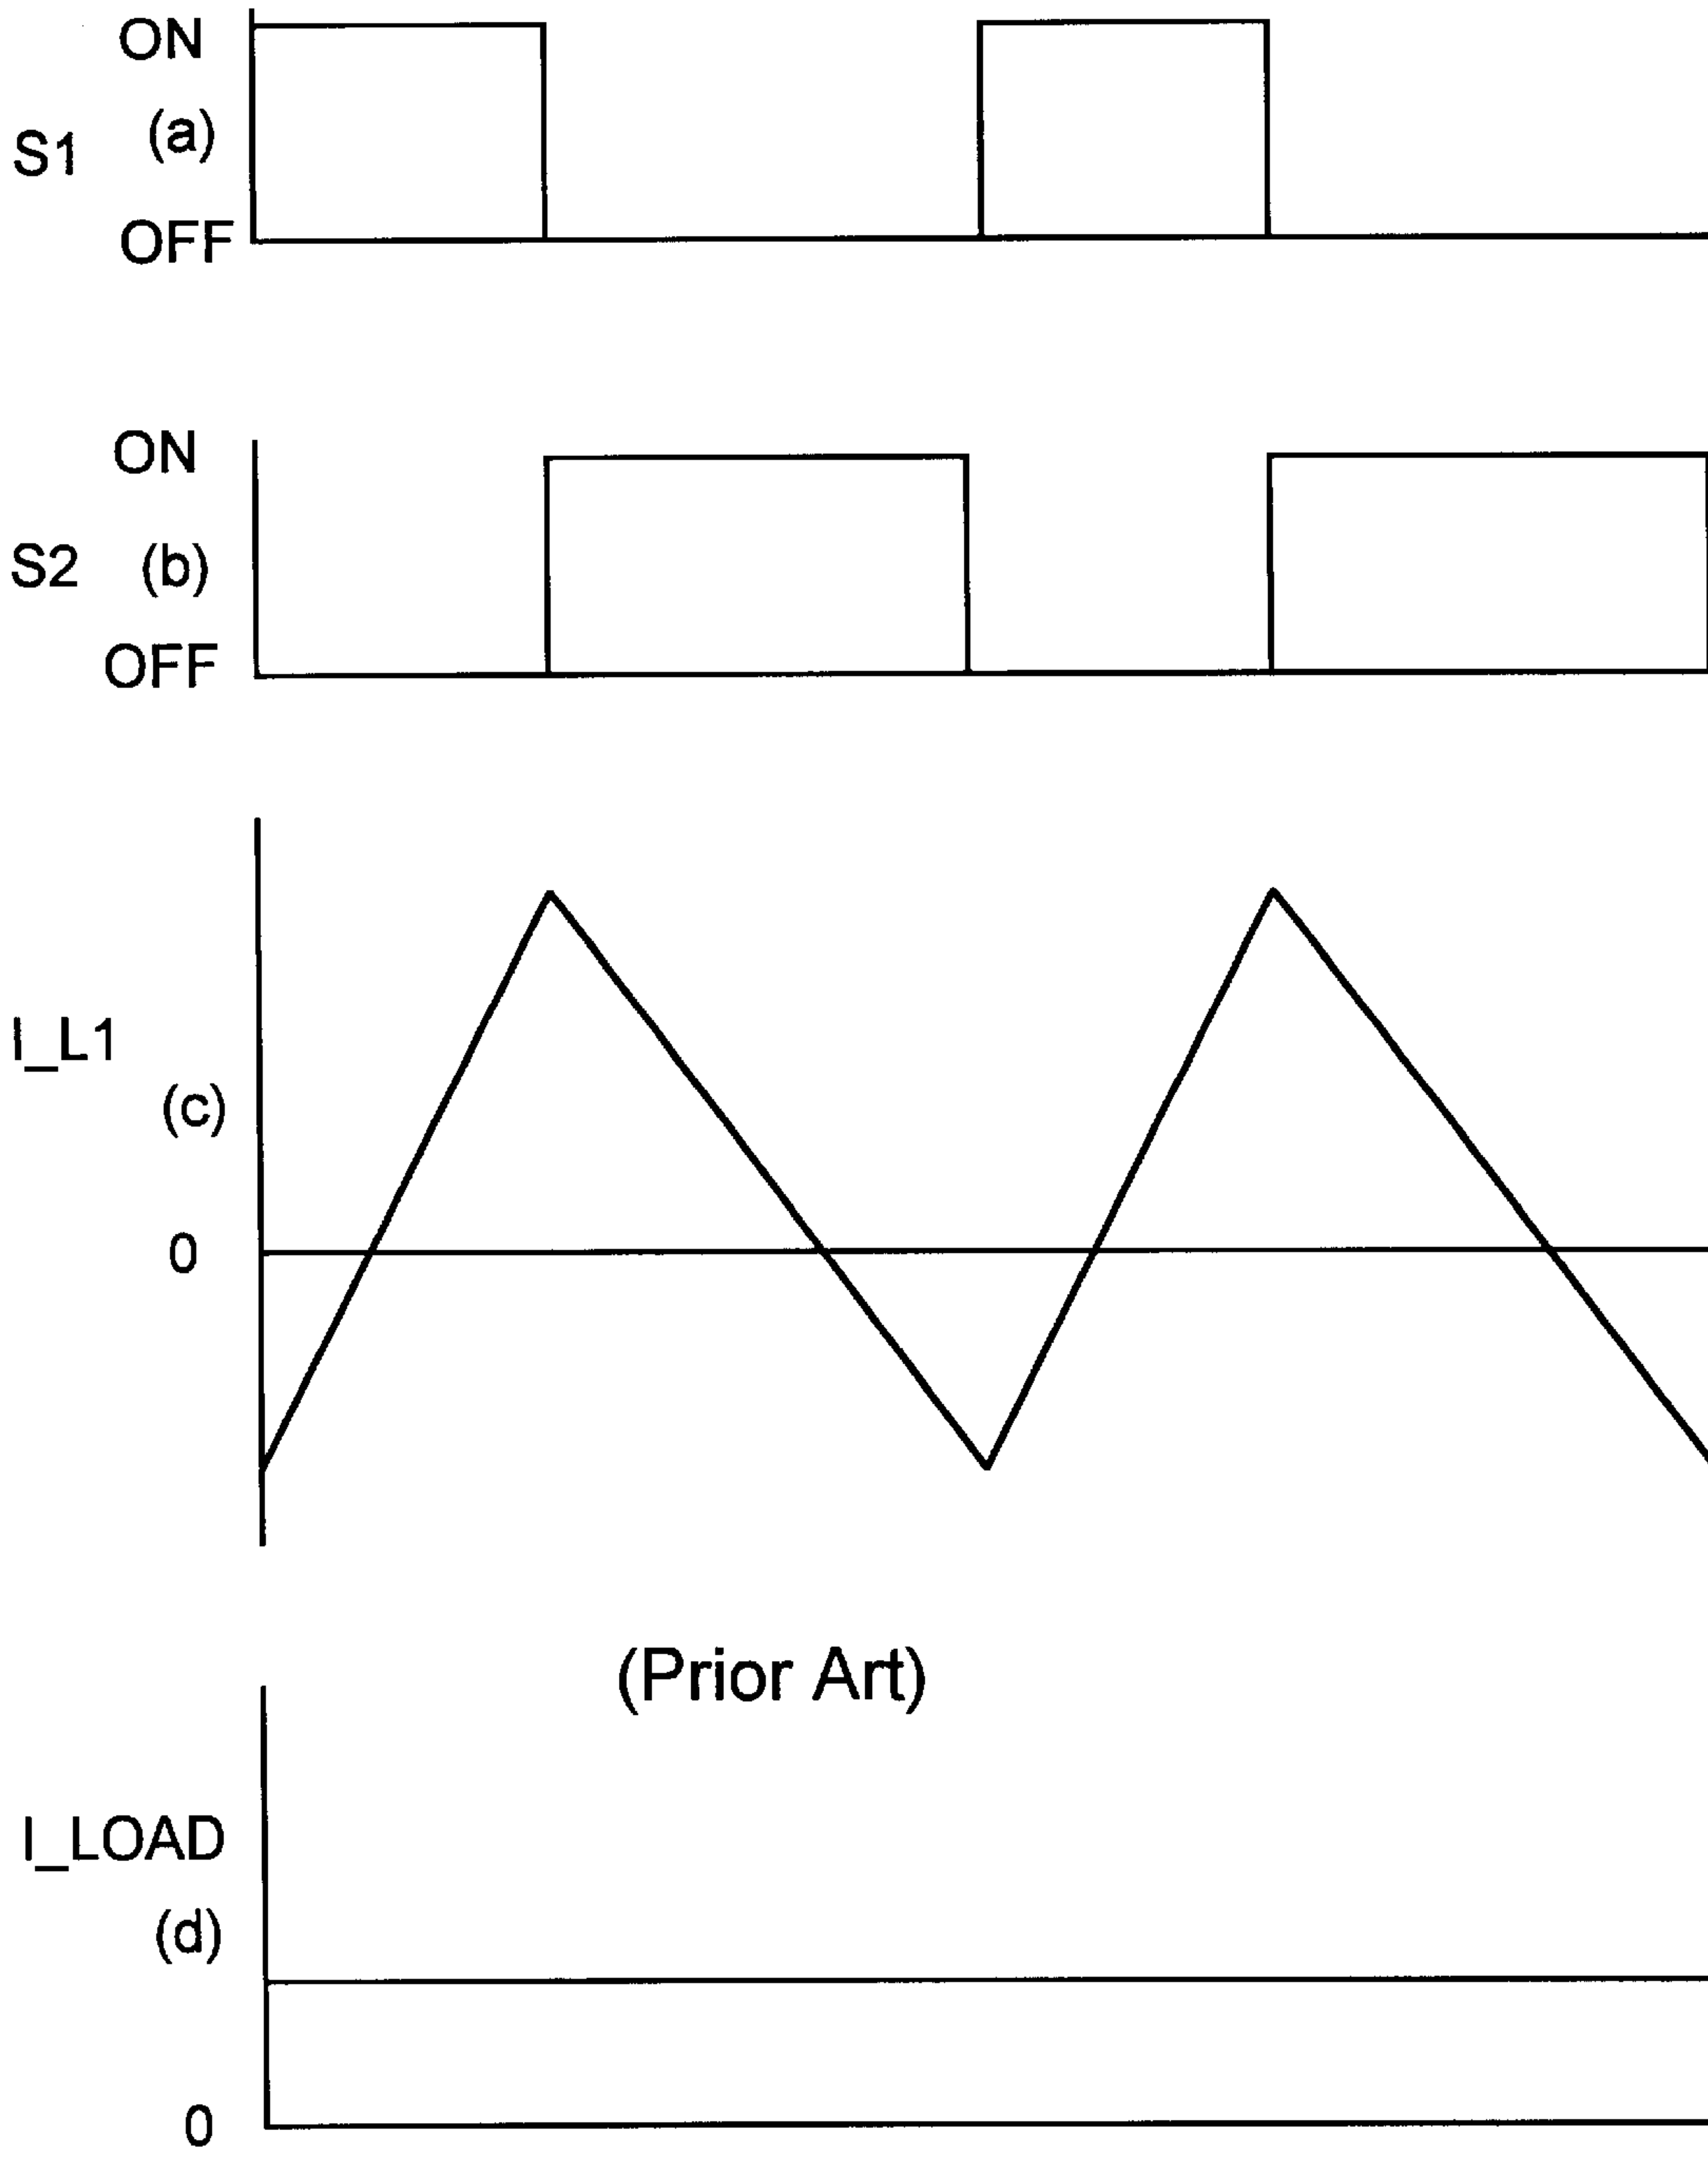 ON
S1 (a)
OFF
ON
S2 (b)
OFF
I_L1
(c)
0
(Prior Art)
I_LOAD
(d)
0